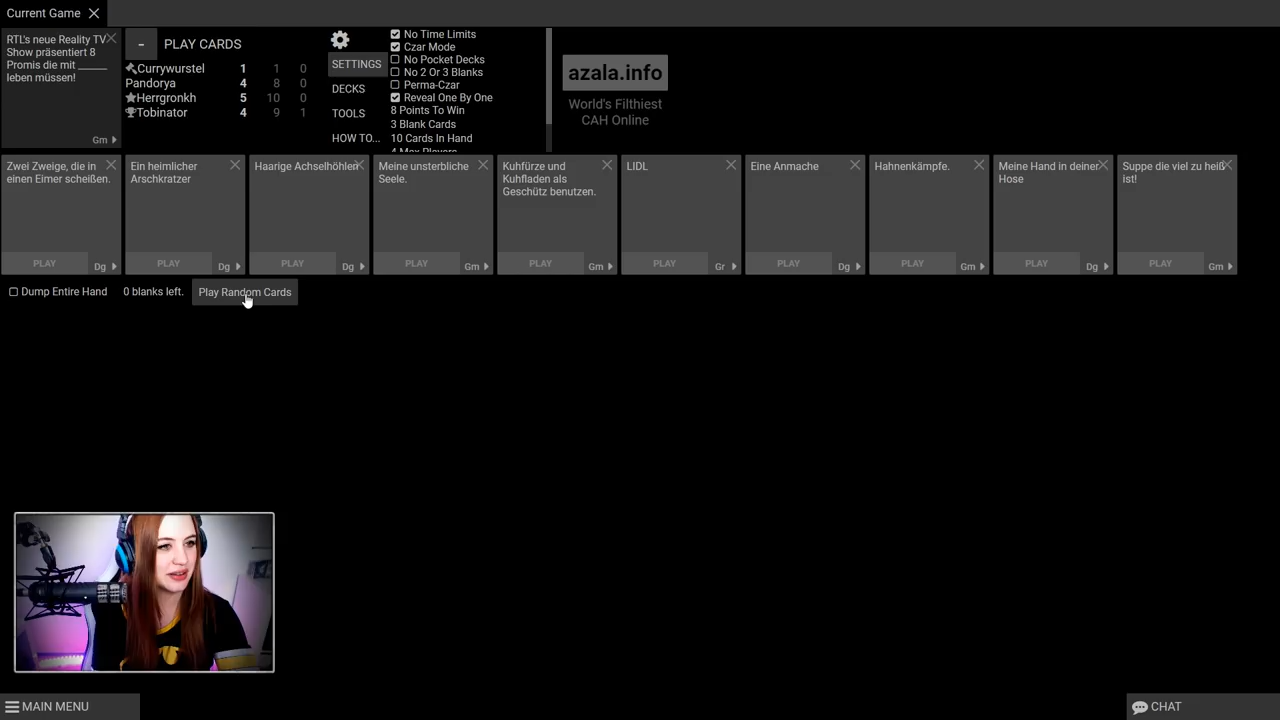 Current Game
RTL's neue Reality TV
Show präsentiert 8
Promis die mit ______
leben müssen!
Gm
-
PLAY CARDS
Currywurstel 1 1 0
Pandorya 4 8 0
Herrgronkh 5 10 0
Tobinator 4 9 1
SETTINGS
DECKS
TOOLS
HOW TO...
No Time Limits
Czar Mode
No Pocket Decks
No 2 Or 3 Blanks
Perma-Czar
Reveal One By One
8 Points To Win
3 Blank Cards
10 Cards In Hand
4 Max Players
azala.info
World's Filthiest
CAH Online
Zwei Zweige, die in
einen Eimer scheißen.
PLAY
Dg
Ein heimlicher
Arschkratzer
PLAY
Dg
Haarige Achselhöhlen
PLAY
Dg
Meine unsterbliche
Seele.
PLAY
Gm
Kuhfürze und
Kuhfladen als
Geschütz benutzen.
PLAY
Gm
LIDL
PLAY
Gr
Eine Anmache
PLAY
Dg
Hahnenkämpfe.
PLAY
Gm
Meine Hand in deiner
Hose
PLAY
Dg
Suppe die viel zu heiß
ist!
PLAY
Gm
Dump Entire Hand
0 blanks left.
Play Random Cards
MAIN MENU
CHAT